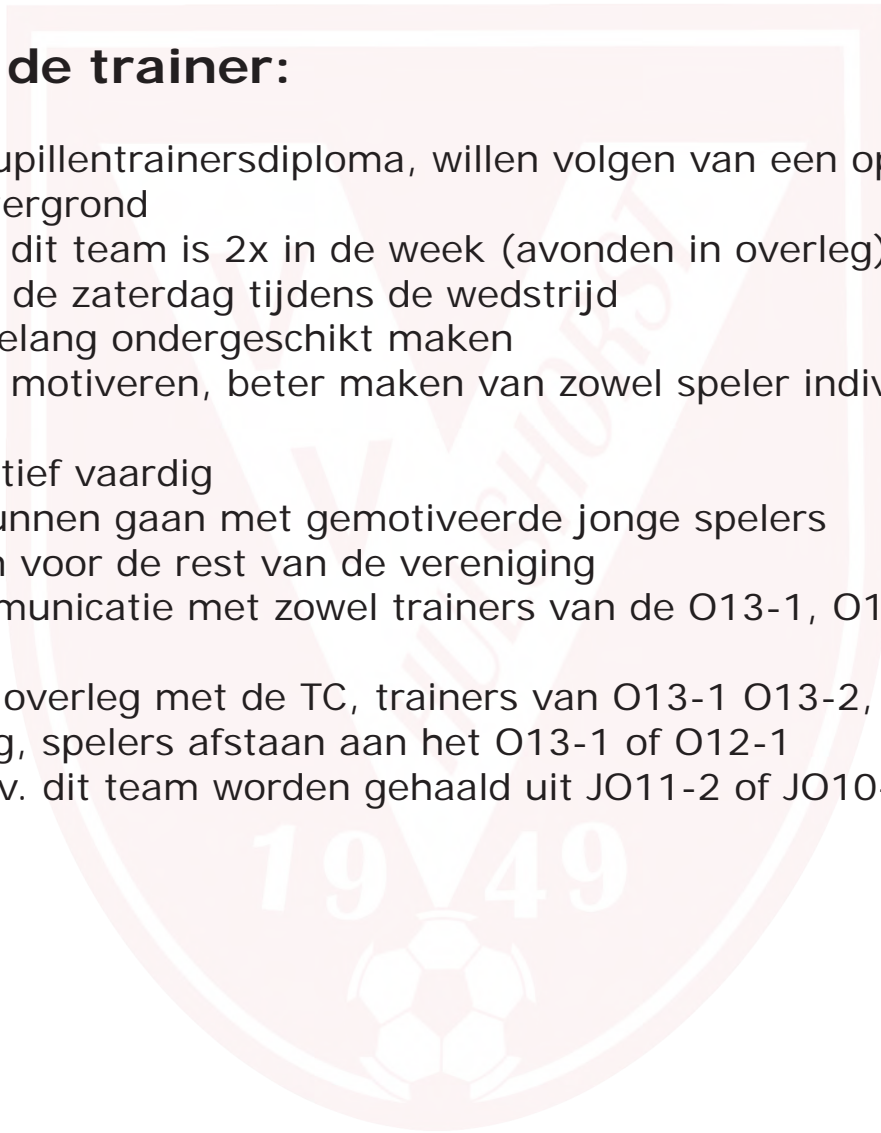 de trainer:
upillentrainersdiploma, willen volgen van een op
ergrond
dit team is 2x in de week (avonden in overleg)
de zaterdag tijdens de wedstrijd
elang ondergeschikt maken
motiveren, beter maken van zowel speler indiv
tief vaardig
unnen gaan met gemotiveerde jonge spelers
n voor de rest van de vereniging
municatie met zowel trainers van de O13-1, O1
overleg met de TC, trainers van O13-1 O13-2,
g, spelers afstaan aan het O13-1 of O12-1
v. dit team worden gehaald uit JO11-2 of JO10-
HULSHORST
1949